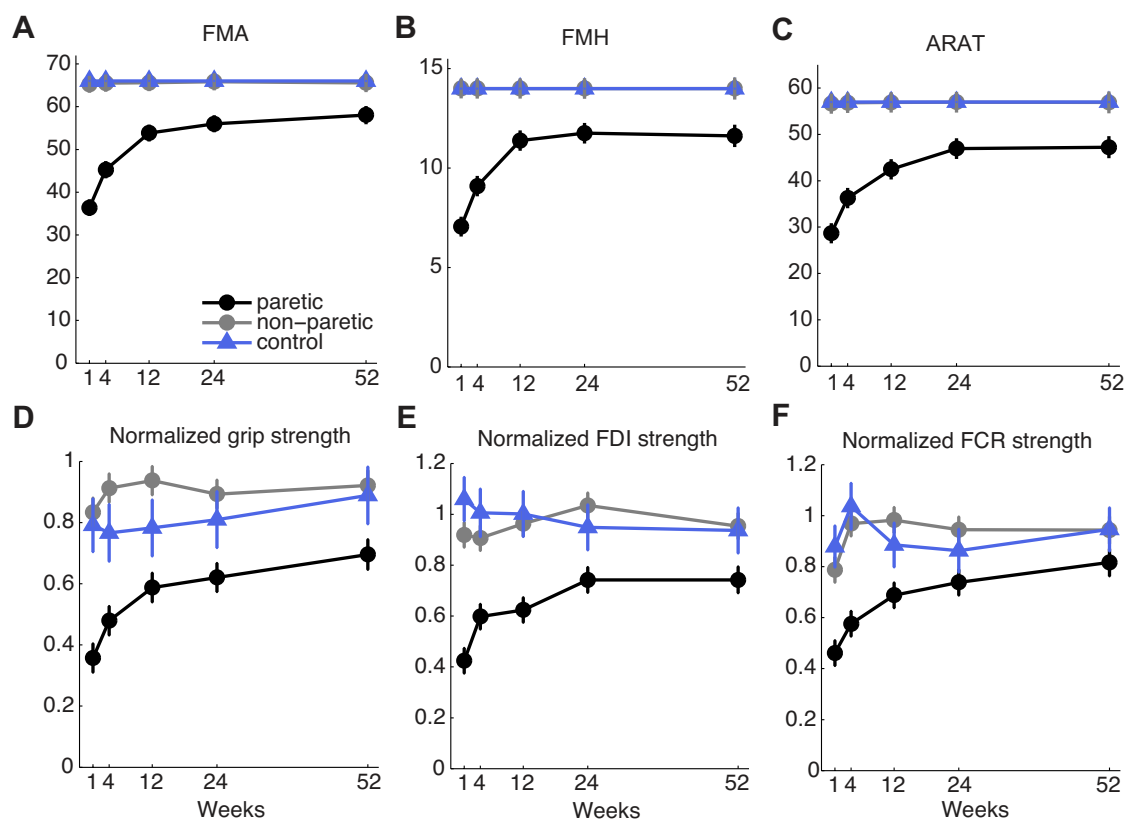 A
FMA
70
60
50
40
30
20
10
0
paretic
non-paretic
control
1 4 12 24 52
B
FMH
15
10
5
0
1 4 12 24 52
C
ARAT
60
50
40
30
20
10
0
1 4 12 24 52
D
Normalized grip strength
1
0.8
0.6
0.4
0.2
0
1 4 12 24 52
Weeks
E
Normalized FDI strength
1.2
1
0.8
0.6
0.4
0.2
0
1 4 12 24 52
Weeks
F
Normalized FCR strength
1.2
1
0.8
0.6
0.4
0.2
0
1 4 12 24 52
Weeks